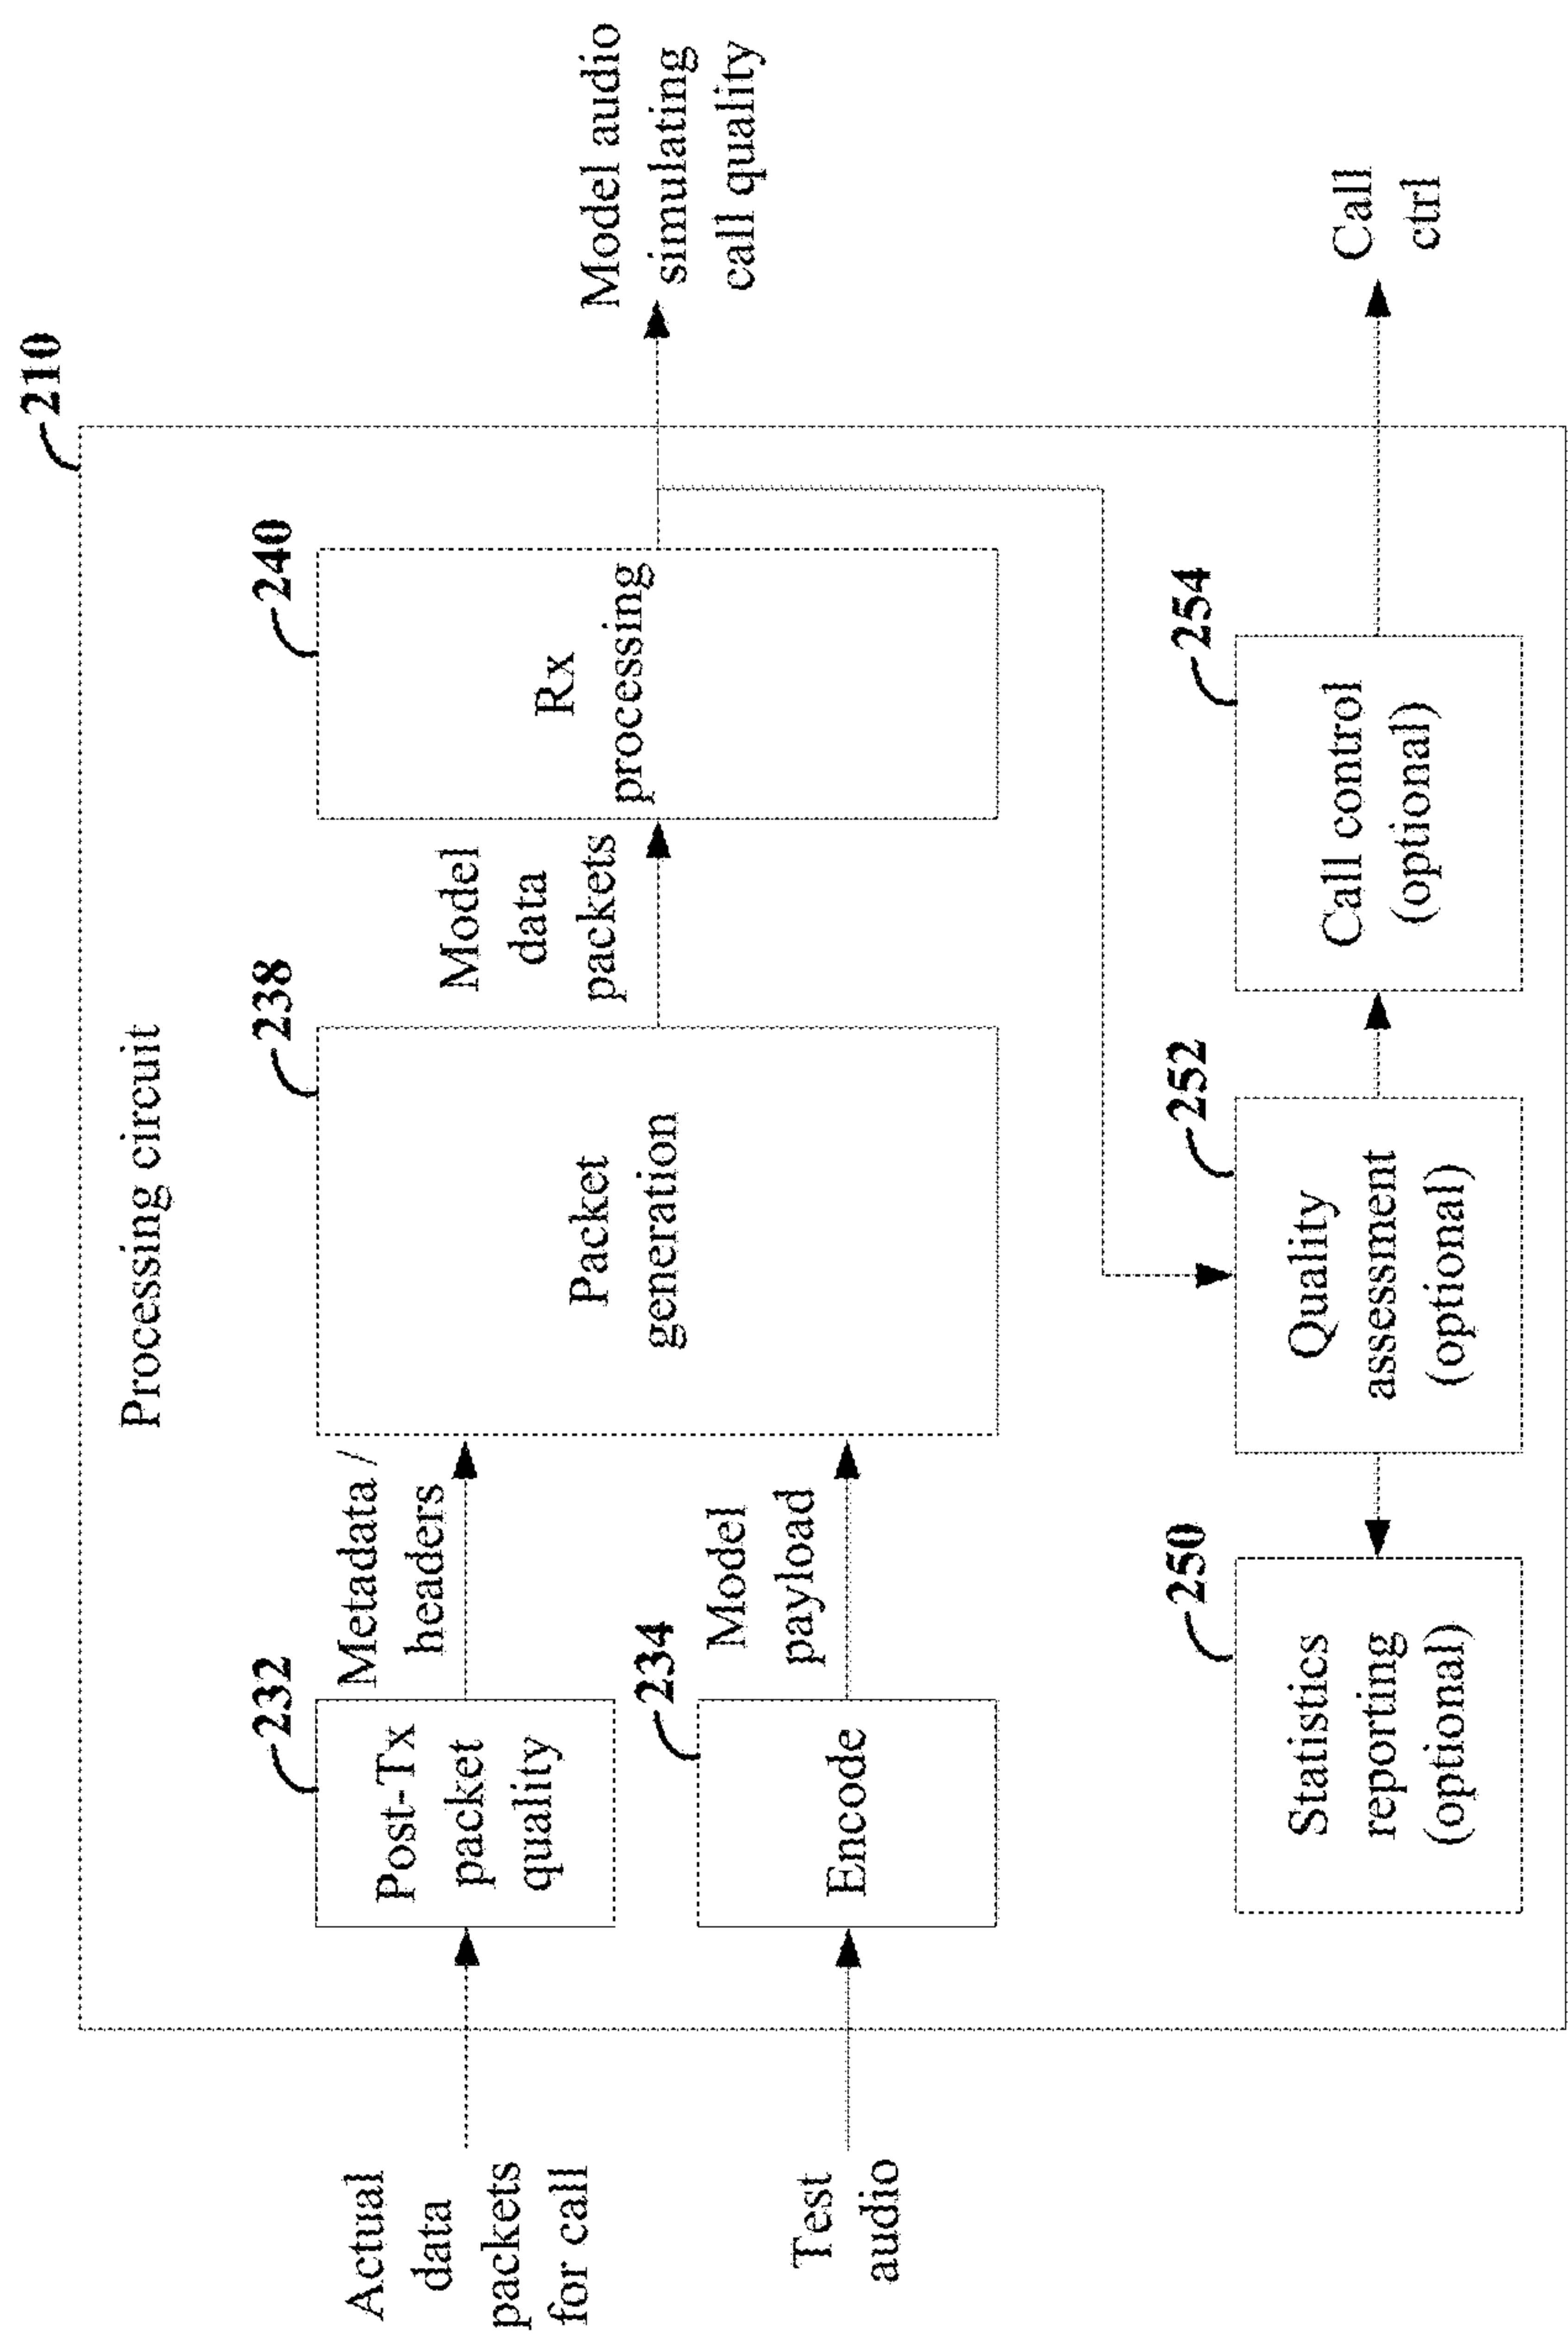 210
Processing circuit
Actual
data
packets
for call
232
Post-Tx
packet
quality
Metadata /
headers
238
Packet
generation
Model
data
packets
240
Rx
processing
Model audio
simulating
call quality
Test
audio
234
Encode
Model
payload
250
Statistics
reporting
(optional)
252
Quality
assessment
(optional)
254
Call control
(optional)
Call
ctrl